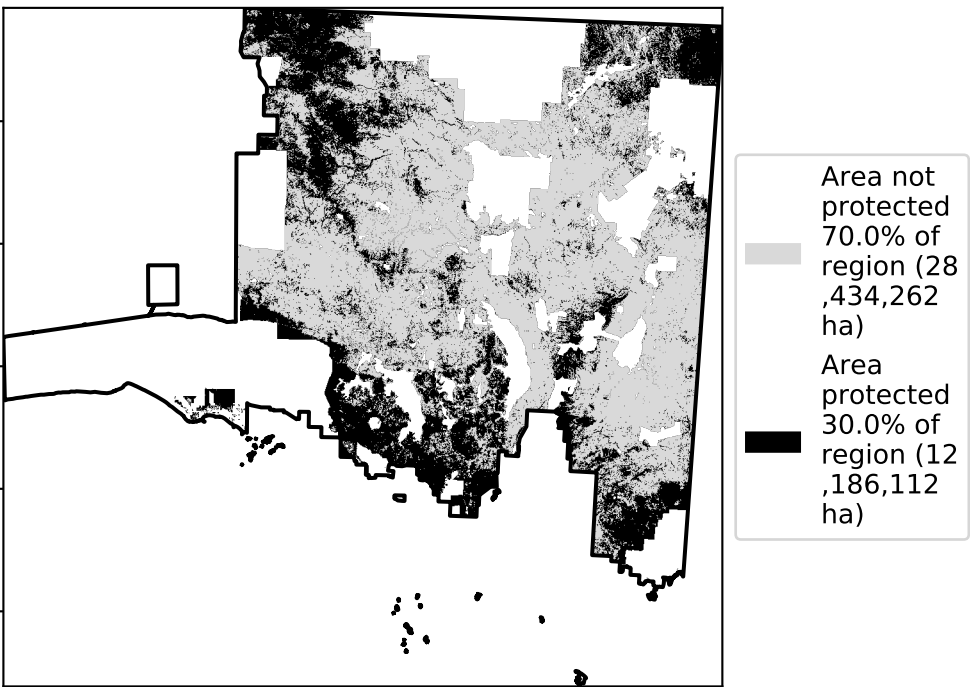 Area not
protected
70.0% of
region (28
,434,262
ha)
Area
protected
30.0% of
region (12
,186,112
ha)